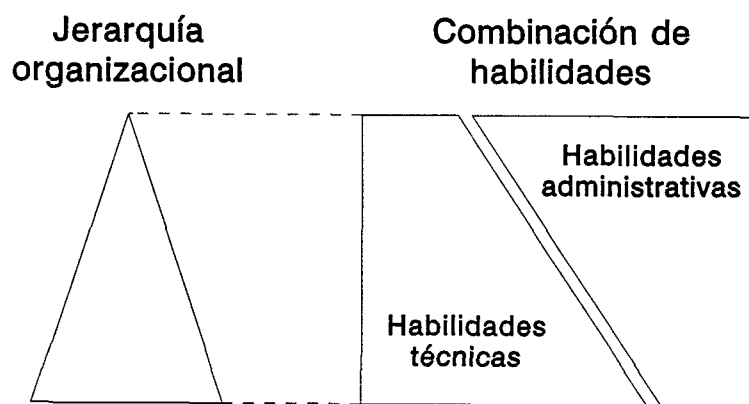 Jerarquía
organizacional
Combinación de
habilidades
Habilidades
administrativas
Habilidades
técnicas